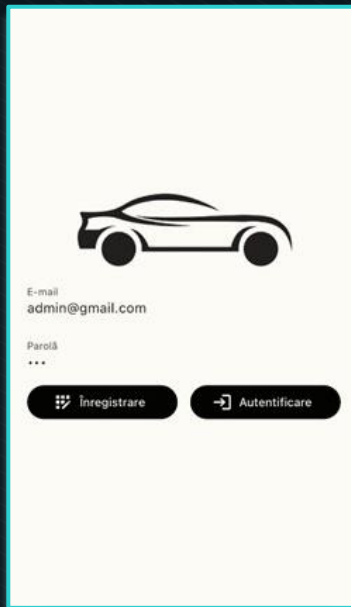 E-mail
admin@gmail.com
Parolă
•••
Înregistrare
Autentificare